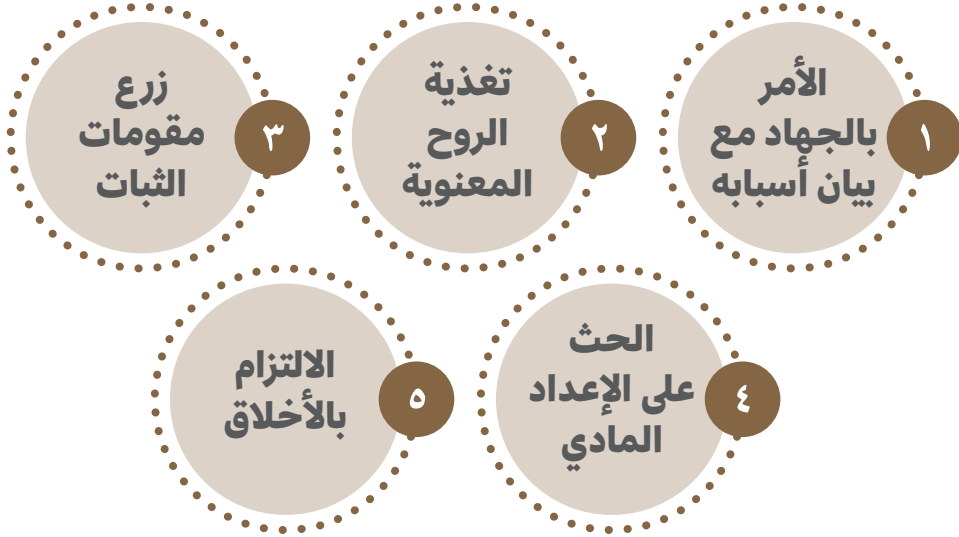 ١
الأمر
بالجهاد مع
بيان أسبابه
٢
تغذية
الروح
المعنوية
٣
زرع
مقومات
الثبات
٤
الحث
على الإعداد
المادي
٥
الالتزام
بالأخلاق